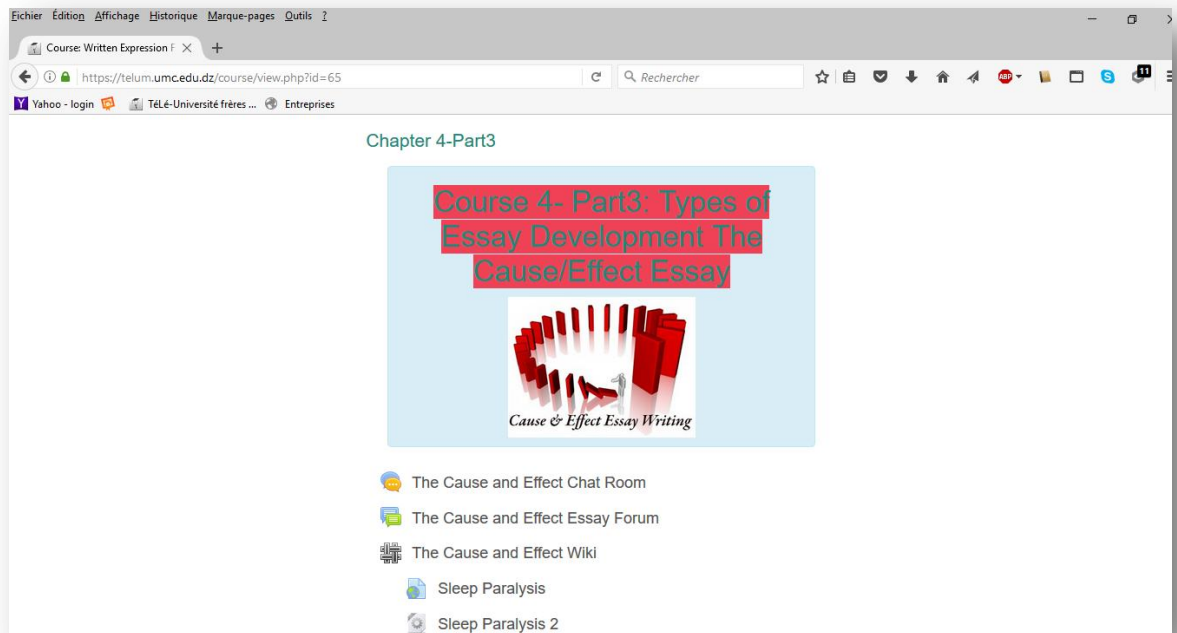 Fichier Édition Affichage Historique Marque-pages Outils ?
Course: Written Expression F
https://telum.umc.edu.dz/course/view.php?id=65
Rechercher
ABP
S
11
Y Yahoo - login TéLé-Université frères ... Entreprises
Chapter 4-Part3
Course 4- Part3: Types of
Essay Development The
Cause/Effect Essay
Cause & Effect Essay Writing
The Cause and Effect Chat Room
The Cause and Effect Essay Forum
The Cause and Effect Wiki
Sleep Paralysis
Sleep Paralysis 2